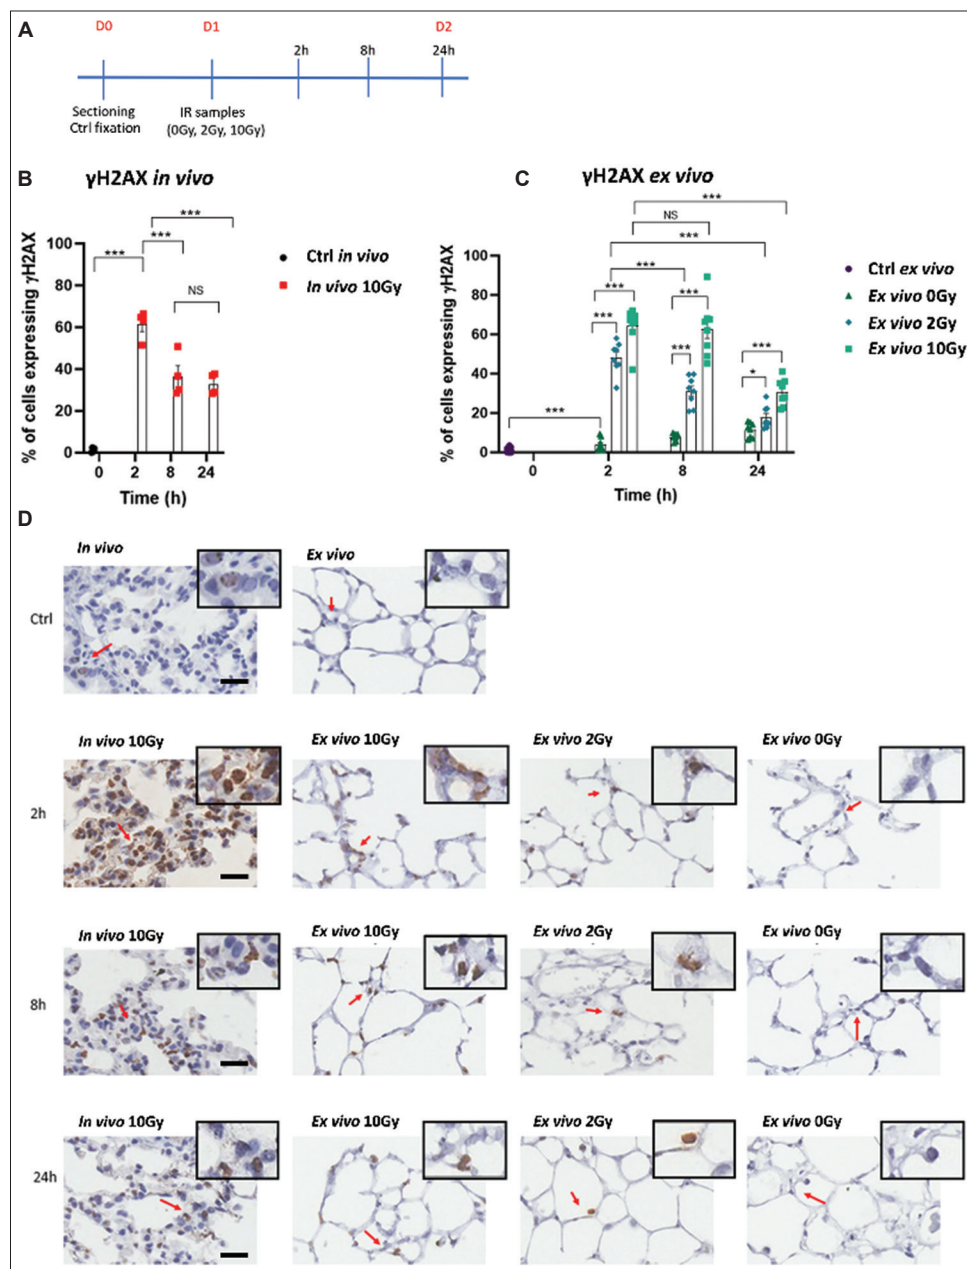 A
D0
D1
D2
2h
8h
24h
Sectioning
Ctrl fixation
IR samples
(0Gy, 2Gy, 10Gy)
B
γH2AX in vivo
% of cells expressing γH2AX
100
80
60
40
20
0
***
***
***
NS
0
2
8
24
Time (h)
Ctrl in vivo
In vivo 10Gy
C
γH2AX ex vivo
% of cells expressing γH2AX
100
80
60
40
20
0
***
NS
***
***
***
***
***
***
***
*
***
0
2
8
24
Time (h)
Ctrl ex vivo
Ex vivo 0Gy
Ex vivo 2Gy
Ex vivo 10Gy
D
In vivo
Ex vivo
Ctrl
In vivo 10Gy
Ex vivo 10Gy
Ex vivo 2Gy
Ex vivo 0Gy
2h
In vivo 10Gy
Ex vivo 10Gy
Ex vivo 2Gy
Ex vivo 0Gy
8h
In vivo 10Gy
Ex vivo 10Gy
Ex vivo 2Gy
Ex vivo 0Gy
24h